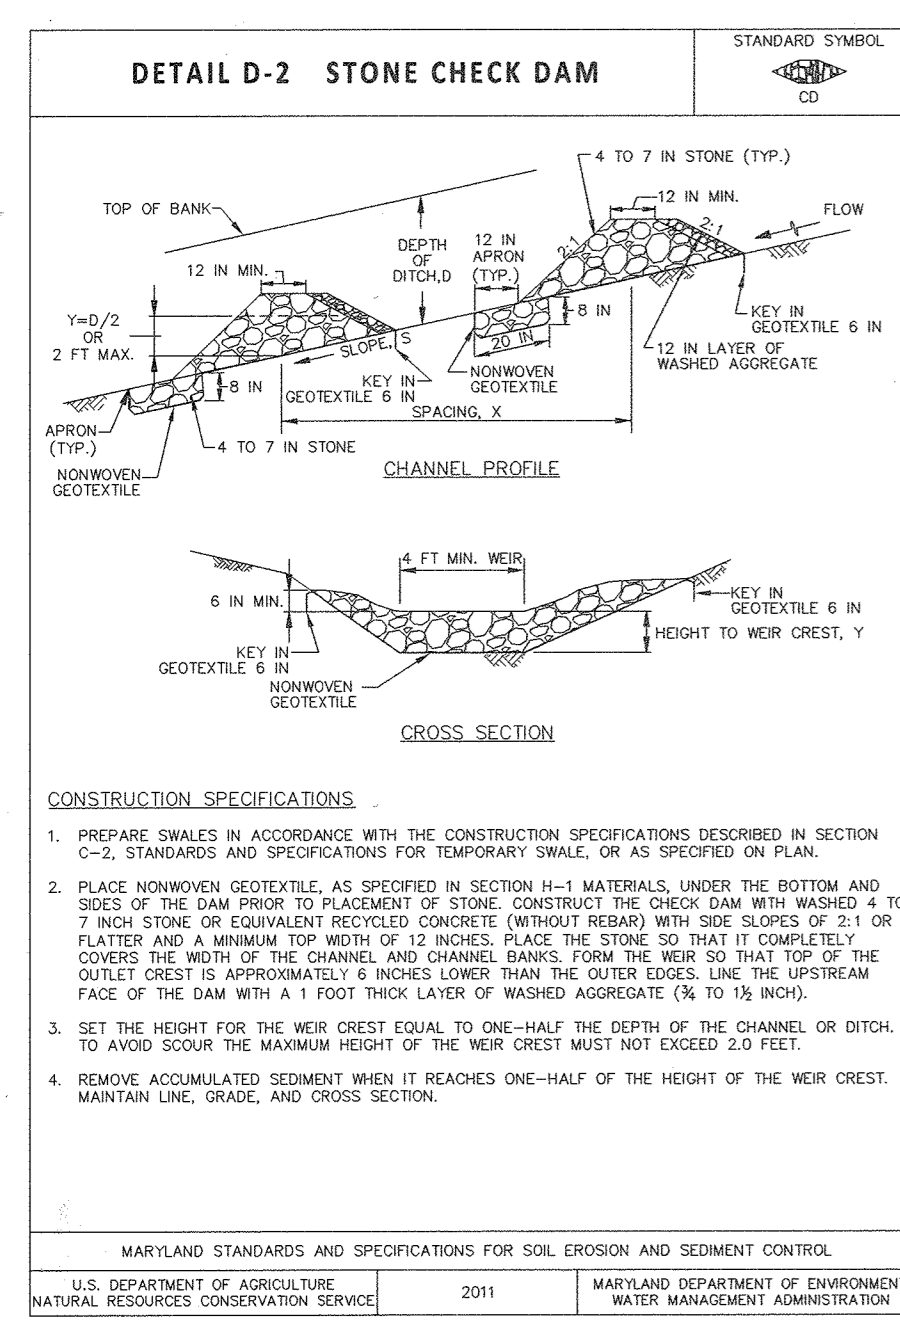 DETAIL D-2 STONE CHECK DAM
STANDARD SYMBOL
CD
4 TO 7 IN STONE (TYP.)
12 IN MIN.
FLOW
TOP OF BANK
2:1
2:1
DEPTH
OF
DITCH,D
12 IN
APRON
(TYP.)
12 IN MIN.
Y=D/2
OR
2 FT MAX.
8 IN
KEY IN
GEOTEXTILE 6 IN
20 IN
SLOPE, S
12 IN LAYER OF
WASHED AGGREGATE
NONWOVEN
GEOTEXTILE
KEY IN
GEOTEXTILE 6 IN
8 IN
SPACING, X
APRON
(TYP.)
4 TO 7 IN STONE
NONWOVEN
GEOTEXTILE
CHANNEL PROFILE
4 FT MIN. WEIR
6 IN MIN.
KEY IN
GEOTEXTILE 6 IN
HEIGHT TO WEIR CREST, Y
KEY IN
GEOTEXTILE 6 IN
NONWOVEN
GEOTEXTILE
CROSS SECTION
CONSTRUCTION SPECIFICATIONS
1. PREPARE SWALES IN ACCORDANCE WITH THE CONSTRUCTION SPECIFICATIONS DESCRIBED IN SECTION
C-2, STANDARDS AND SPECIFICATIONS FOR TEMPORARY SWALE, OR AS SPECIFIED ON PLAN.
2. PLACE NONWOVEN GEOTEXTILE, AS SPECIFIED IN SECTION H-1 MATERIALS, UNDER THE BOTTOM AND
SIDES OF THE DAM PRIOR TO PLACEMENT OF STONE. CONSTRUCT THE CHECK DAM WITH WASHED 4 TO
7 INCH STONE OR EQUIVALENT RECYCLED CONCRETE (WITHOUT REBAR) WITH SIDE SLOPES OF 2:1 OR
FLATTER AND A MINIMUM TOP WIDTH OF 12 INCHES. PLACE THE STONE SO THAT IT COMPLETELY
COVERS THE WIDTH OF THE CHANNEL AND CHANNEL BANKS. FORM THE WEIR SO THAT TOP OF THE
OUTLET CREST IS APPROXIMATELY 6 INCHES LOWER THAN THE OUTER EDGES. LINE THE UPSTREAM
FACE OF THE DAM WITH A 1 FOOT THICK LAYER OF WASHED AGGREGATE (¾ TO 1½ INCH).
3. SET THE HEIGHT FOR THE WEIR CREST EQUAL TO ONE-HALF THE DEPTH OF THE CHANNEL OR DITCH.
TO AVOID SCOUR THE MAXIMUM HEIGHT OF THE WEIR CREST MUST NOT EXCEED 2.0 FEET.
4. REMOVE ACCUMULATED SEDIMENT WHEN IT REACHES ONE-HALF OF THE HEIGHT OF THE WEIR CREST.
MAINTAIN LINE, GRADE, AND CROSS SECTION.
MARYLAND STANDARDS AND SPECIFICATIONS FOR SOIL EROSION AND SEDIMENT CONTROL
U.S. DEPARTMENT OF AGRICULTURE
NATURAL RESOURCES CONSERVATION SERVICE
2011
MARYLAND DEPARTMENT OF ENVIRONMEN
WATER MANAGEMENT ADMINISTRATION